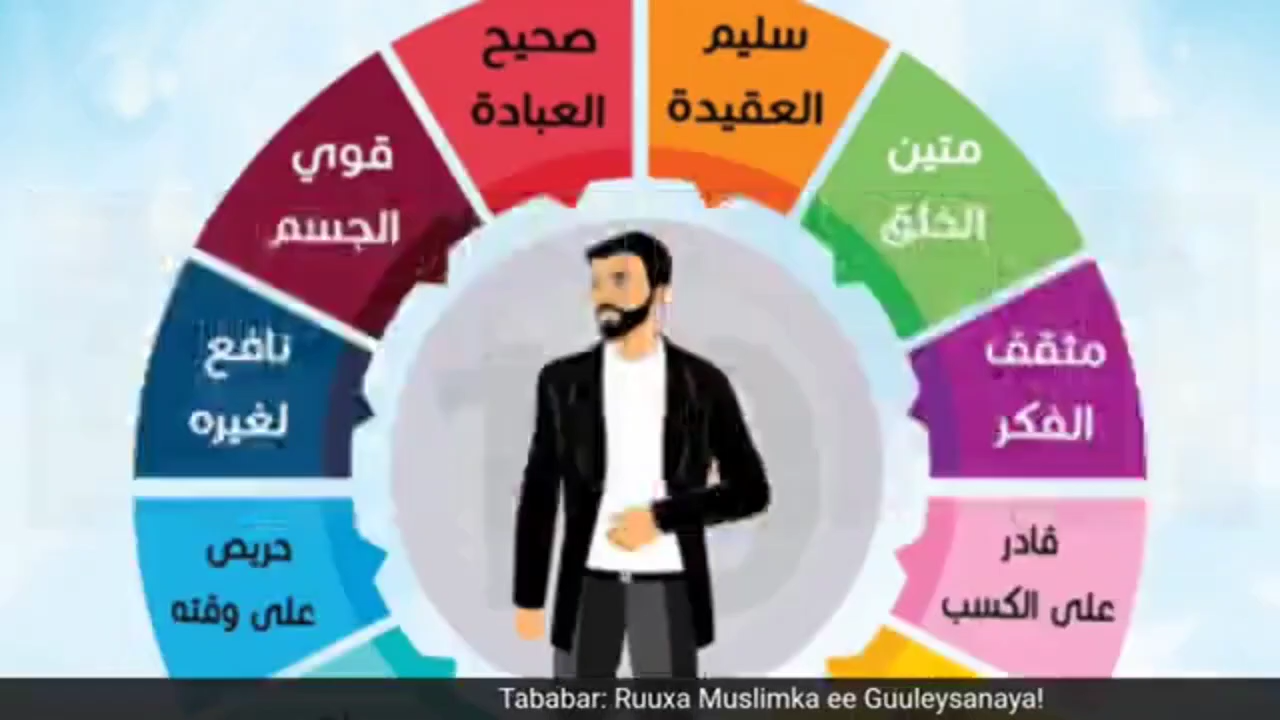 سليم
العقيدة
صحيح
العبادة
متين
الخلق
قوي
الجسم
مثقف
الفكر
نافع
لغيره
قادر
على الكسب
حريص
على وقته
Tababar: Ruuxa Muslimka ee Guuleysanaya!